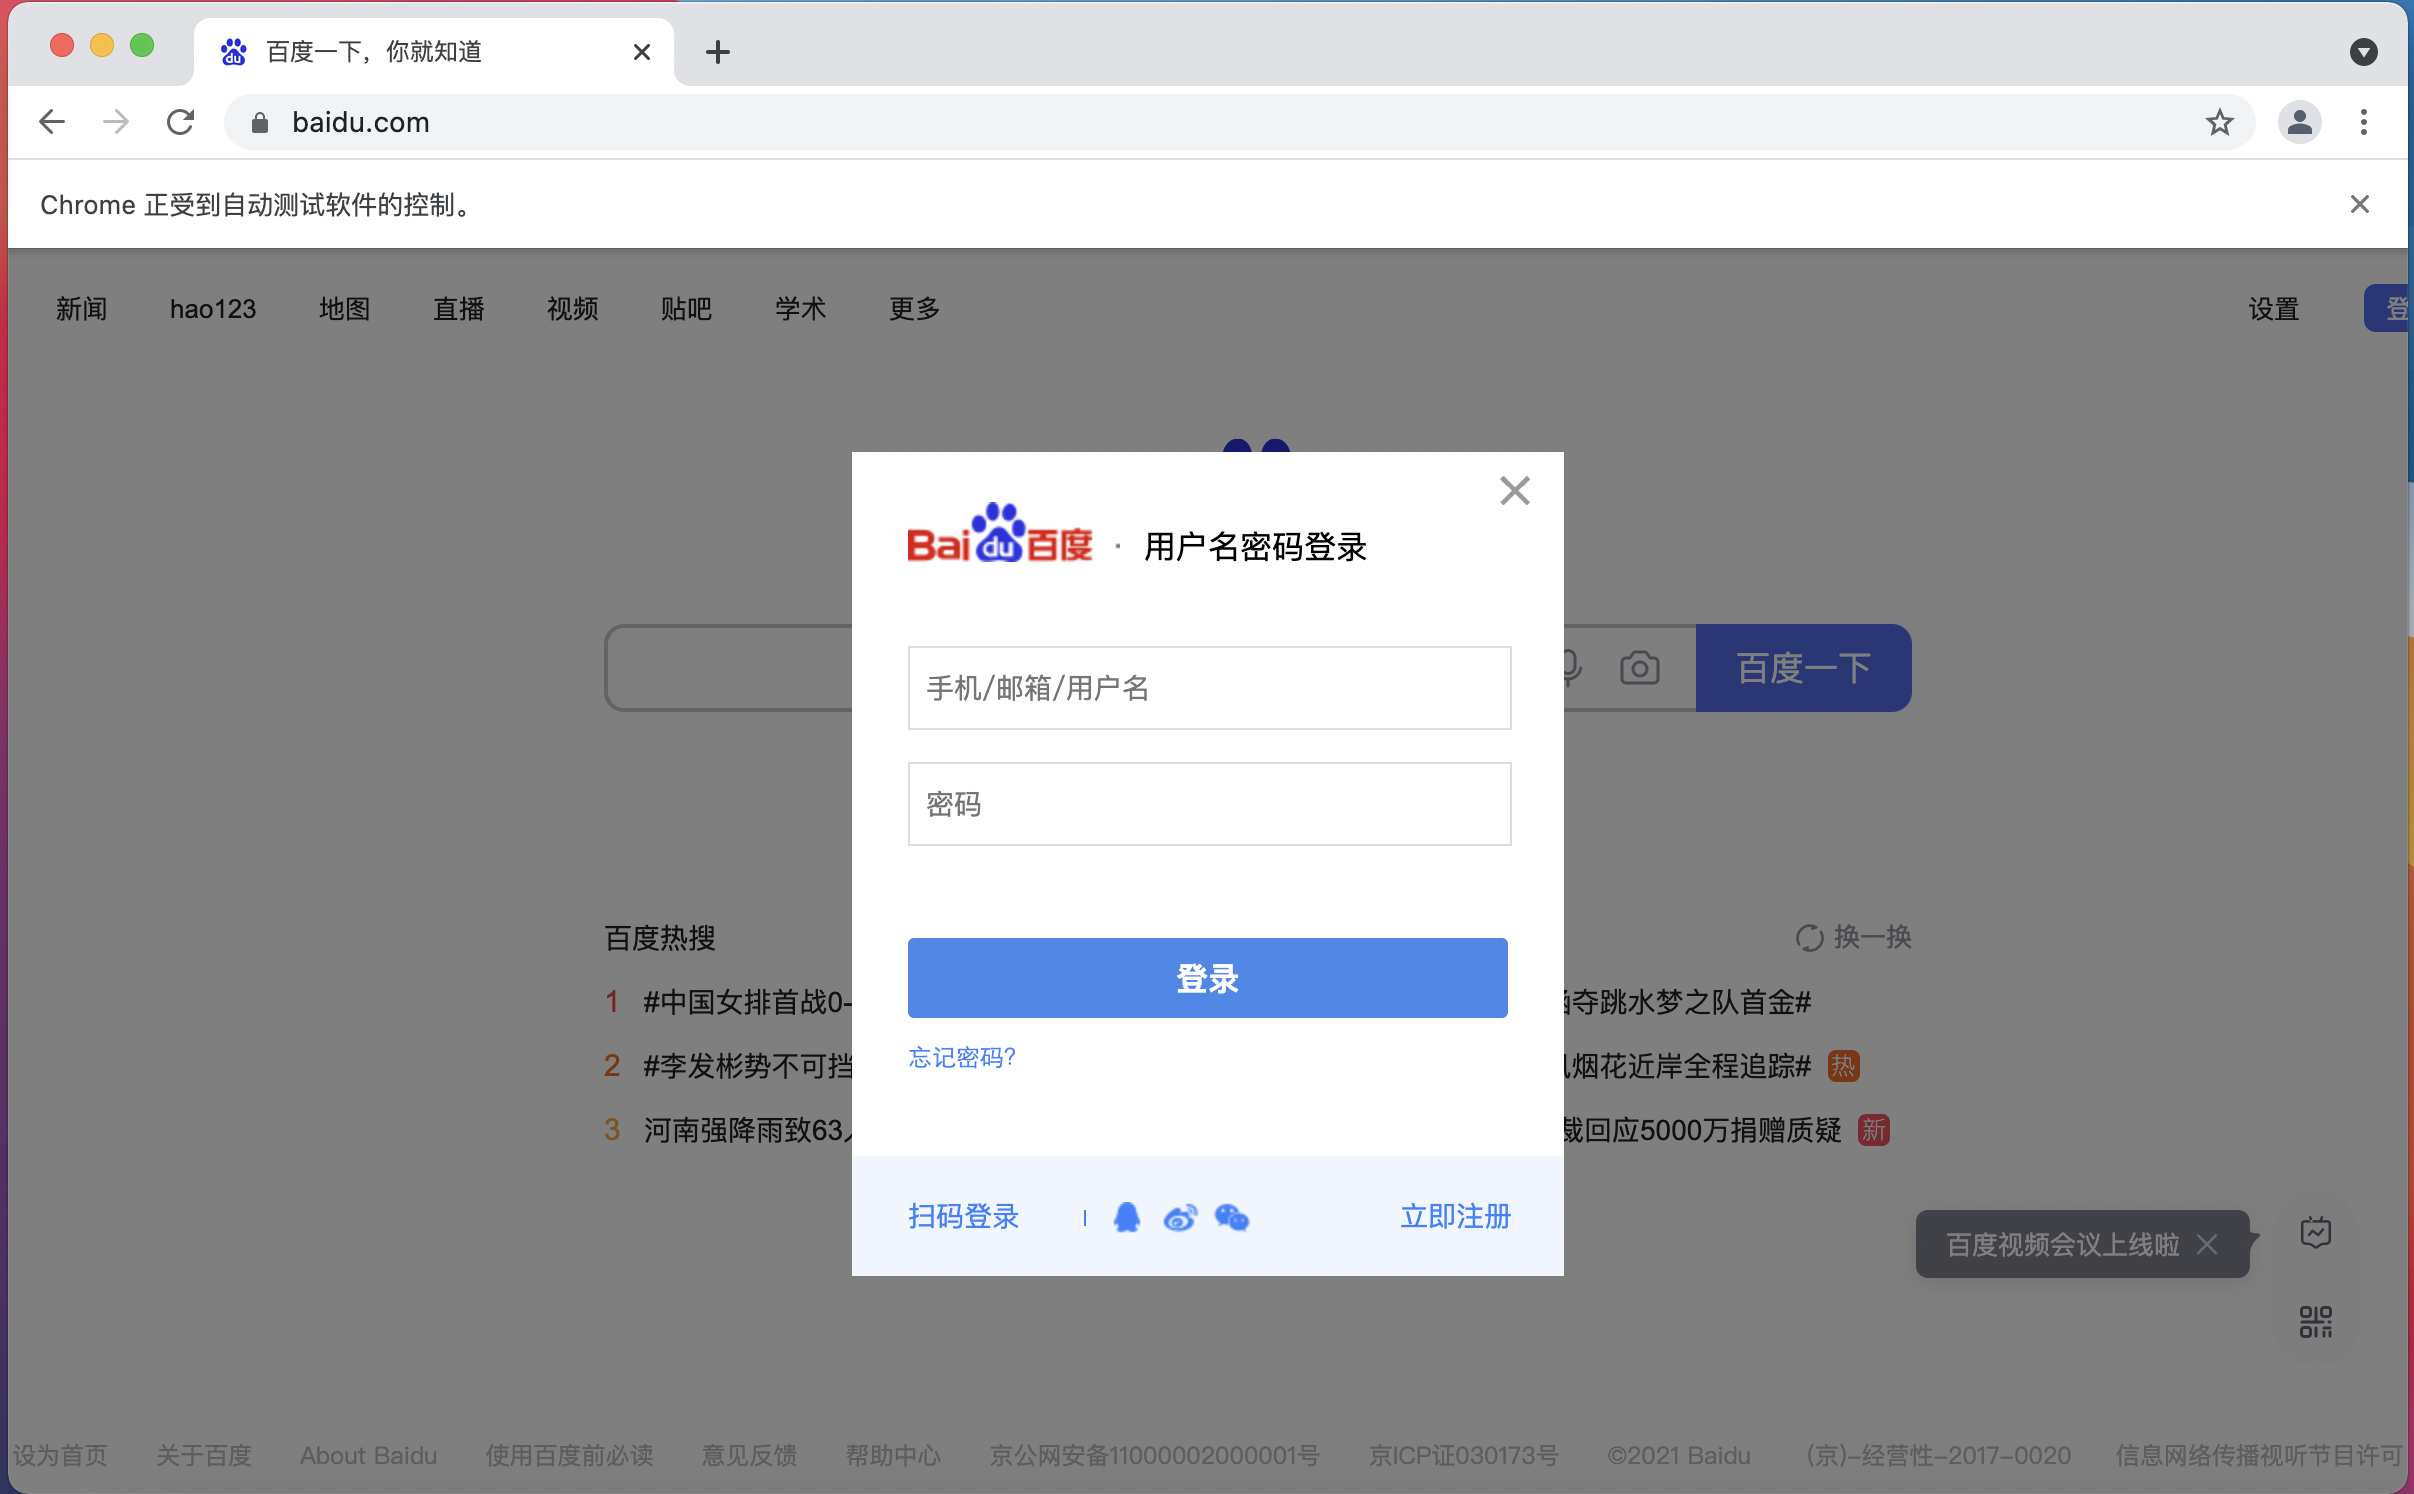 百度一下，你就知道
baidu.com
Chrome 正受到自动测试软件的控制。
新闻 hao123 地图 直播 视频 贴吧 学术 更多 设置 登
Bai du 百度 · 用户名密码登录
手机/邮箱/用户名
百度一下
密码
百度热搜 换一换
登录
1 #中国女排首战0- 夺跳水梦之队首金#
忘记密码?
2 #李发彬势不可挡 烟花近岸全程追踪# 热
3 河南强降雨致63 裁回应5000万捐赠质疑 新
扫码登录 立即注册
百度视频会议上线啦
设为首页 关于百度 About Baidu 使用百度前必读 意见反馈 帮助中心 京公网安备11000002000001号 京ICP证030173号 ©2021 Baidu (京)-经营性-2017-0020 信息网络传播视听节目许可